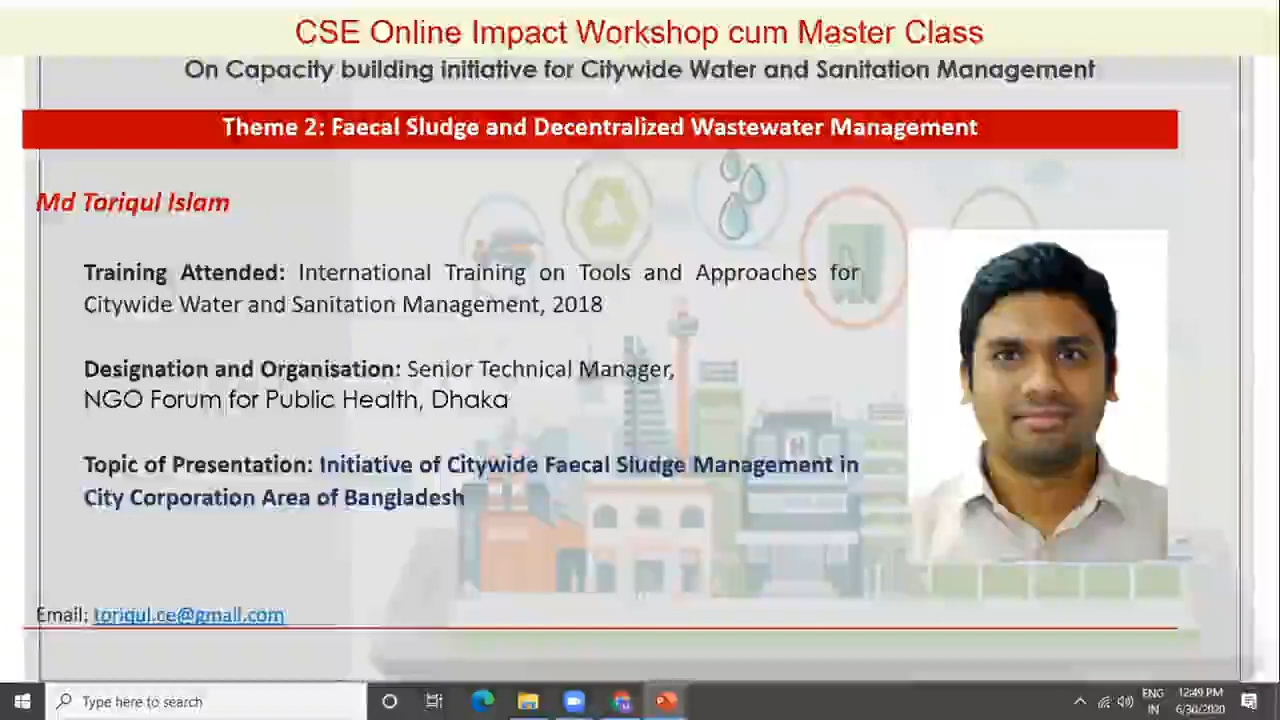 CSE Online Impact Workshop cum Master Class
On Capacity building initiative for Citywide Water and Sanitation Management
Theme 2: Faecal Sludge and Decentralized Wastewater Management
Md Toriqul Islam
Training Attended: International Training on Tools and Approaches for
Citywide Water and Sanitation Management, 2018
Designation and Organisation: Senior Technical Manager,
NGO Forum for Public Health, Dhaka
Topic of Presentation: Initiative of Citywide Faecal Sludge Management in
City Corporation Area of Bangladesh
Email: toriqul.ce@gmail.com
Type here to search
ENG
IN
12:49 PM
6/30/2020